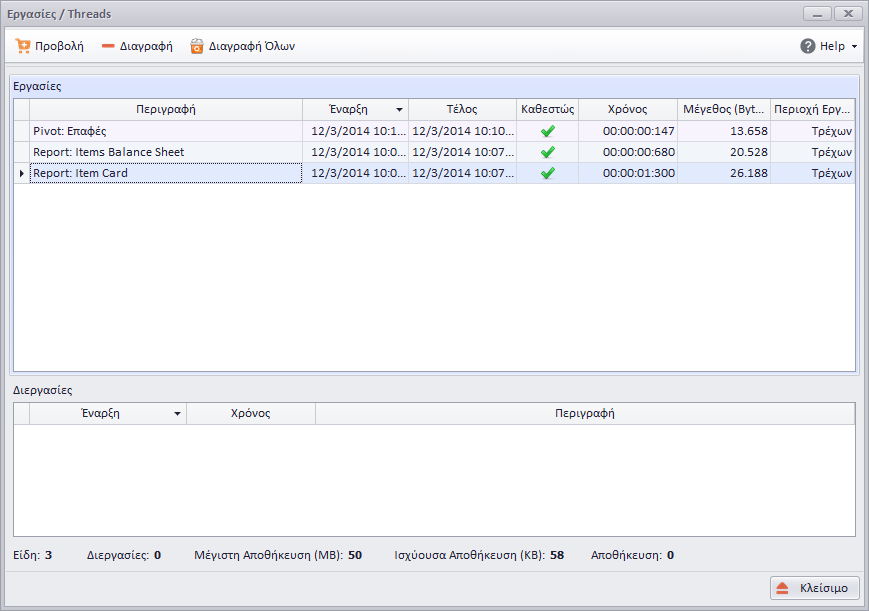 Εργασίες / Threads
Προβολή Διαγραφή Διαγραφή Όλων Help
Εργασίες
Περιγραφή Έναρξη Τέλος Καθεστώς Χρόνος Μέγεθος (Byt... Περιοχή Εργ...
Pivot: Επαφές 12/3/2014 10:1... 12/3/2014 10:10... 00:00:00:147 13.658 Τρέχων
Report: Items Balance Sheet 12/3/2014 10:0... 12/3/2014 10:07... 00:00:00:680 20.528 Τρέχων
Report: Item Card 12/3/2014 10:0... 12/3/2014 10:07... 00:00:01:300 26.188 Τρέχων
Διεργασίες
Έναρξη Χρόνος Περιγραφή
Είδη: 3 Διεργασίες: 0 Μέγιστη Αποθήκευση (MB): 50 Ισχύουσα Αποθήκευση (KB): 58 Αποθήκευση: 0
Κλείσιμο